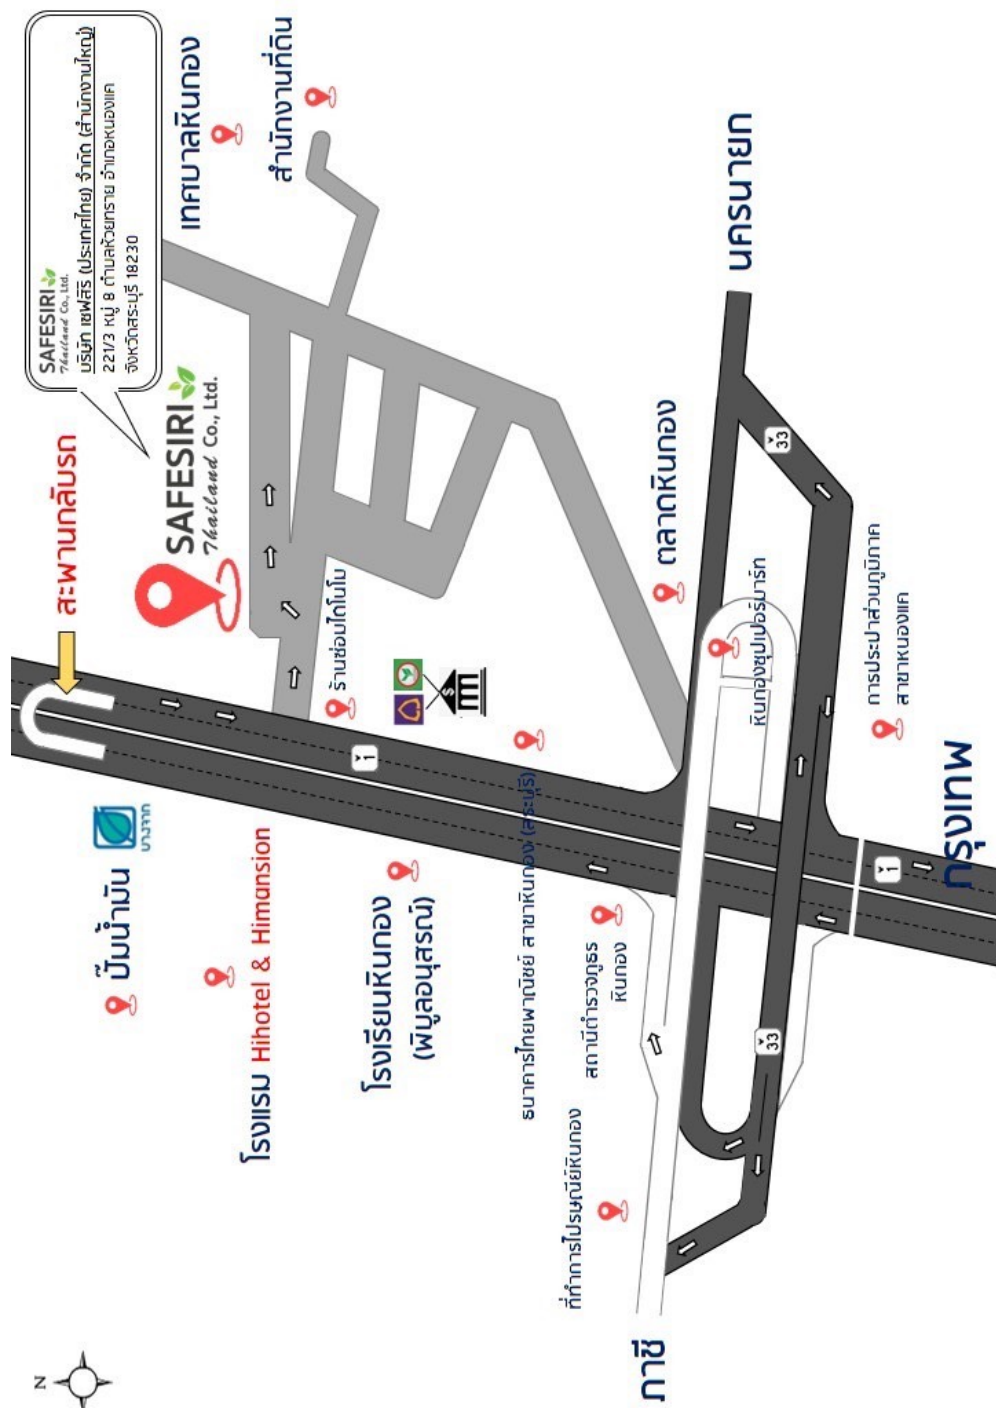 SAFESIRI
Thailand Co., Ltd.
บริษัท เซฟสิริ (ประเทศไทย) จำกัด (สำนักงานใหญ่)
221/3 หมู่ 8 ตำบลห้วยทราย อำเภอหนองแค
จังหวัดสระบุรี 18230
เทศบาลหินกอง
สำนักงานที่ดิน
สะพานกลับรถ
SAFESIRI
Thailand Co., Ltd.
นครนายก
ตลาดหินกอง
33
ร้านซ่อมไดโนโม
หินกองซุปเปอร์มาร์ท
การประปาส่วนภูมิภาค
สาขาหนองแค
1
$
บางจาก
ปั๊มน้ำมัน
โรงแรม Hihotel & Himansion
โรงเรียนหินกอง
(พิบูลอนุสรณ์)
ธนาคารไทยพาณิชย์ สาขาหินกอง (สระบุรี)
สถานีตำรวจภูธร
หินกอง
1
กรุงเทพ
33
ที่ทำการไปรษณีย์หินกอง
ภาชี
N